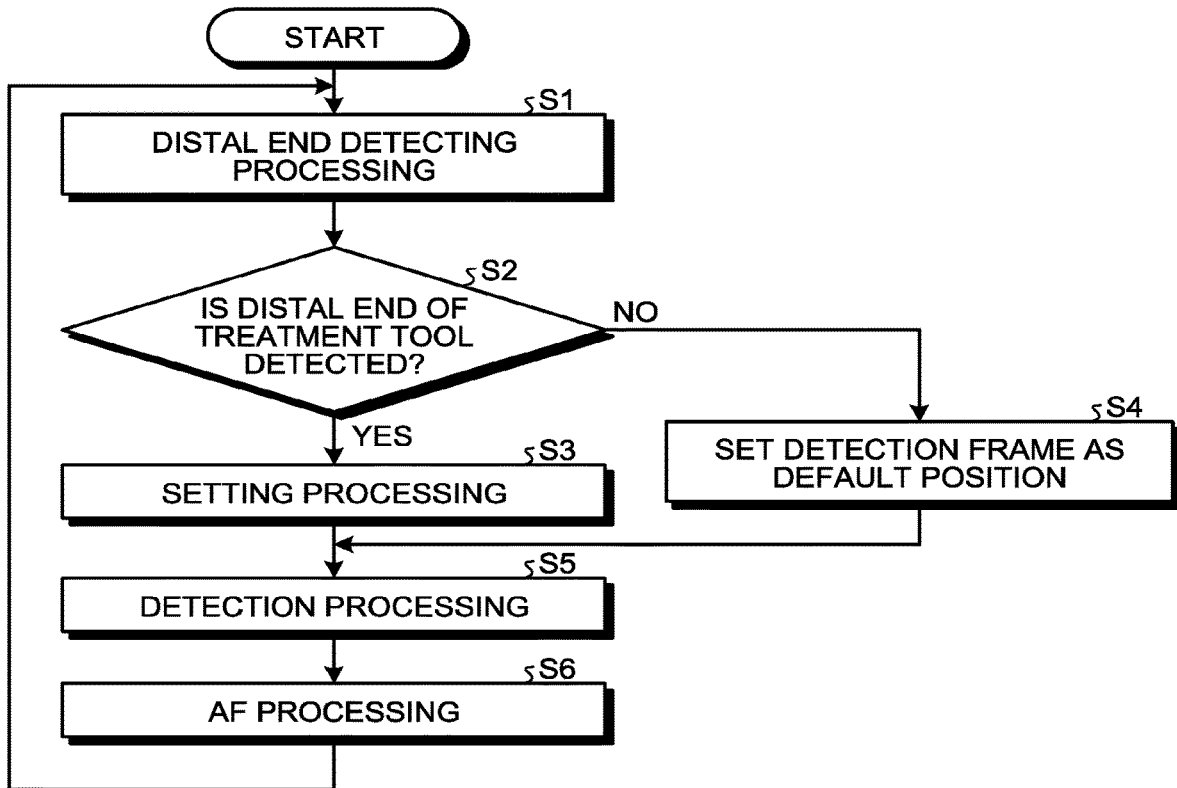 START
S1
DISTAL END DETECTING
PROCESSING
S2
IS DISTAL END OF
TREATMENT TOOL
DETECTED?
NO
YES
S3
SETTING PROCESSING
S4
SET DETECTION FRAME AS
DEFAULT POSITION
S5
DETECTION PROCESSING
S6
AF PROCESSING